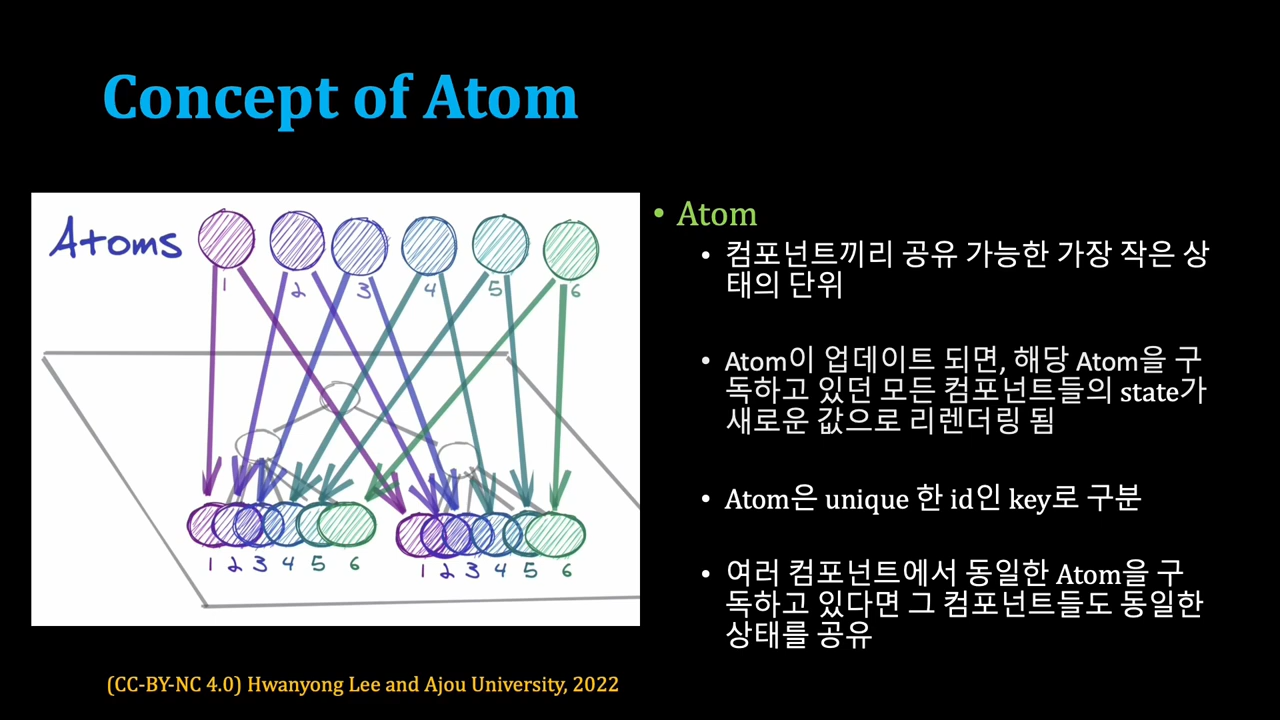 Concept of Atom
Atoms
1 2 3 4 5 6
1 2 3 4 5 6
1 2 3 4 5 6
• Atom
• 컴포넌트끼리 공유 가능한 가장 작은 상
태의 단위
• Atom이 업데이트 되면, 해당 Atom을 구
독하고 있던 모든 컴포넌트들의 state가
새로운 값으로 리렌더링 됨
• Atom은 unique 한 id인 key로 구분
• 여러 컴포넌트에서 동일한 Atom을 구
독하고 있다면 그 컴포넌트들도 동일한
상태를 공유
(CC-BY-NC 4.0) Hwanyong Lee and Ajou University, 2022